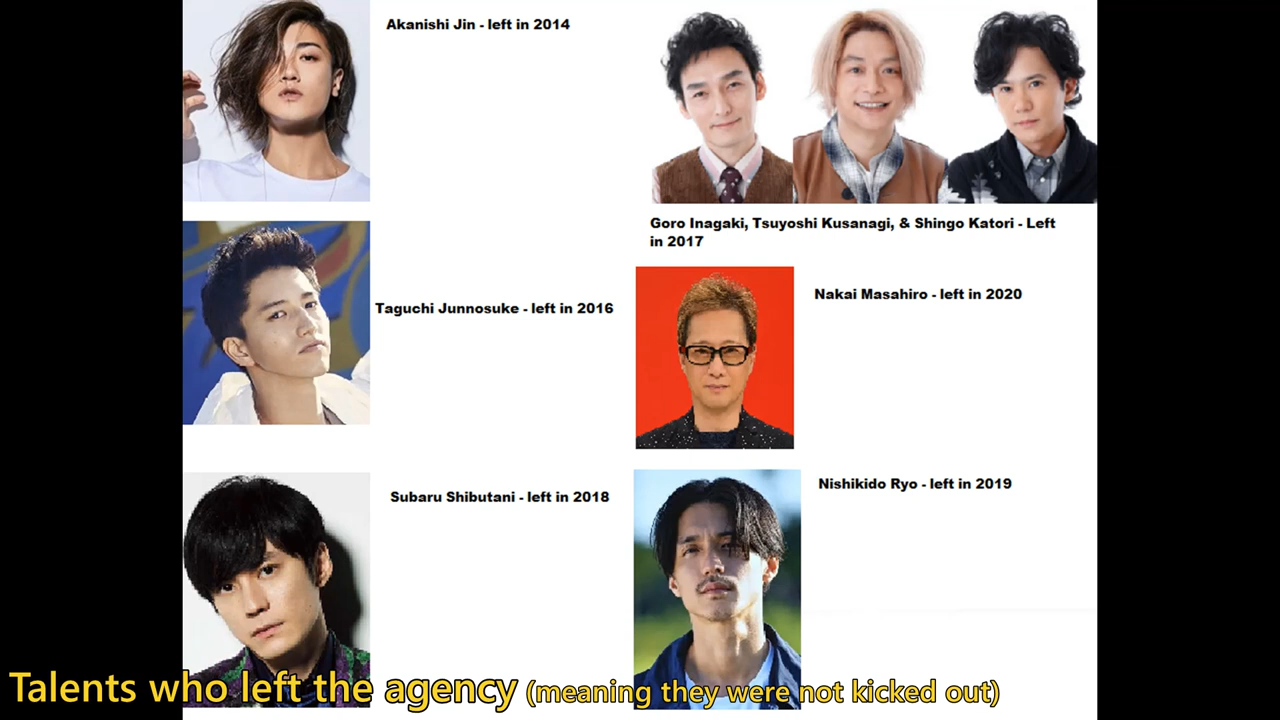 Akanishi Jin - left in 2014
Goro Inagaki, Tsuyoshi Kusanagi, & Shingo Katori - Left
in 2017
Taguchi Junnosuke - left in 2016
Nakai Masahiro - left in 2020
Subaru Shibutani - left in 2018
Nishikido Ryo - left in 2019
Talents who left the agency (meaning they were not kicked out)